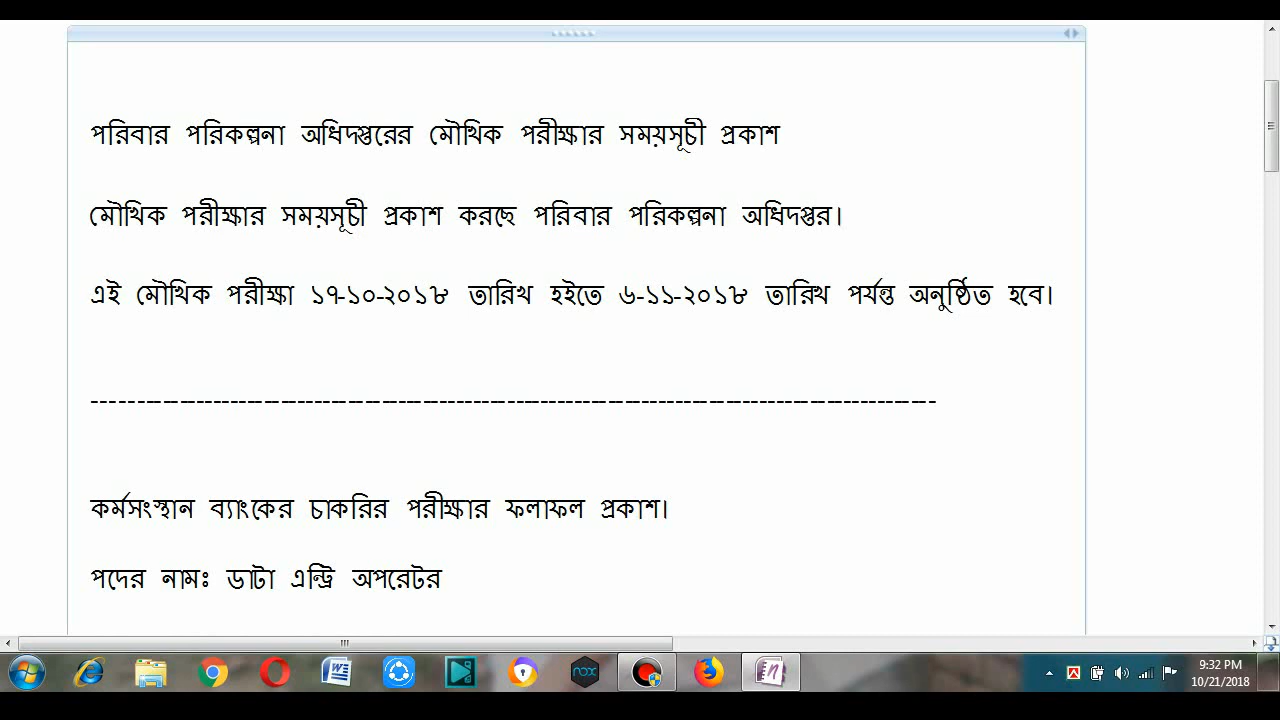 পরিবার পরিকল্পনা অধিদপ্তরের মৌখিক পরীক্ষার সময়সূচী প্রকাশ
মৌখিক পরীক্ষার সময়সূচী প্রকাশ করছে পরিবার পরিকল্পনা অধিদপ্তর।
এই মৌখিক পরীক্ষা ১৭-১০-২০১৮ তারিখ হইতে ৬-১১-২০১৮ তারিখ পর্যন্ত অনুষ্ঠিত হবে।
--------------------------------------------------------------------------------------------
কর্মসংস্থান ব্যাংকের চাকরির পরীক্ষার ফলাফল প্রকাশ।
পদের নামঃ ডাটা এন্ট্রি অপরেটর
nox
9:32 PM
10/21/2018